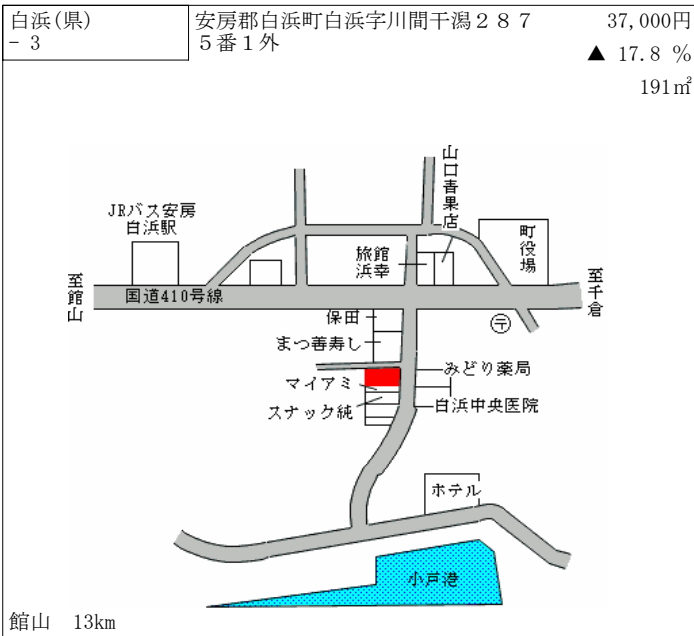 白浜(県)
- 3
安房郡白浜町白浜字川間干潟２８７
５番１外
37,000円
▲ 17.8 %
191㎡
山口青果店
JRバス安房
白浜駅
町役場
旅館
浜幸
至館山
国道410号線
至千倉
保田
〒
まつ善寿し
みどり薬局
マイアミ
スナック純
白浜中央医院
ホテル
小戸港
館山　13km